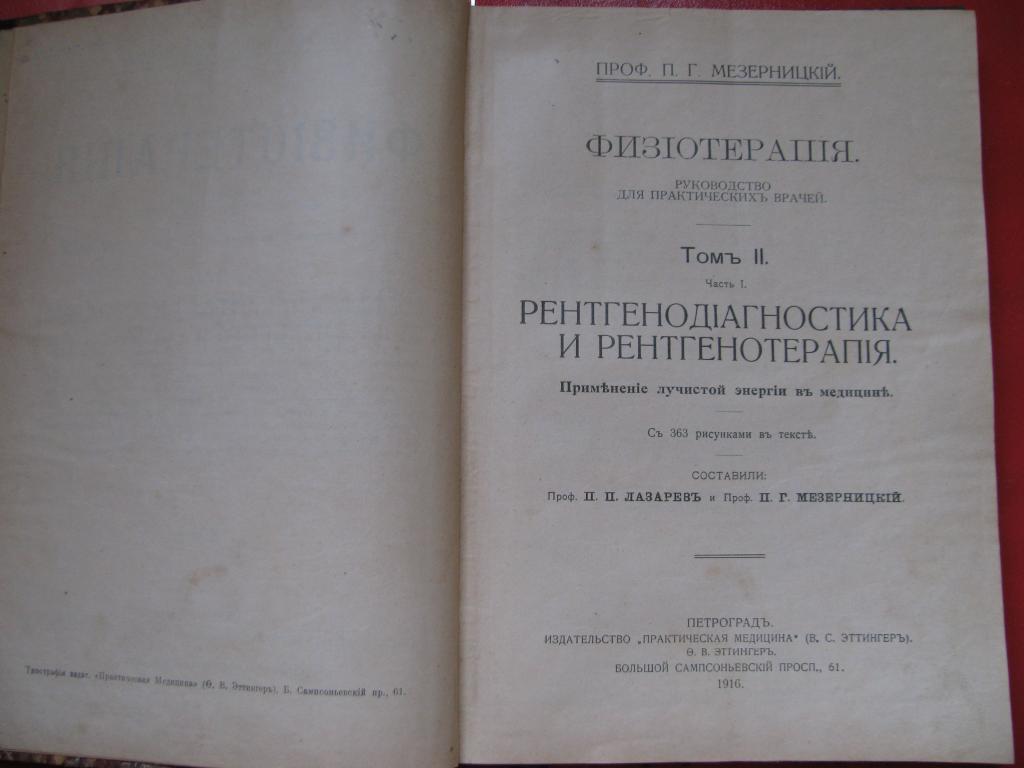 Типографія издат. «Практическая Медицина» (Ѳ. В. Эттингеръ), Б. Сампсоньевскій пр., 61.
ПРОФ. П. Г. МЕЗЕРНИЦКІЙ.
ФИЗІОТЕРАПІЯ.
РУКОВОДСТВО
ДЛЯ ПРАКТИЧЕСКИХЪ ВРАЧЕЙ.
Томъ II.
Часть I.
РЕНТГЕНОДІАГНОСТИКА
И РЕНТГЕНОТЕРАПІЯ.
Примѣненіе лучистой энергіи въ медицинѣ.
Съ 363 рисунками въ текстѣ.
СОСТАВИЛИ:
Проф. П. П. ЛАЗАРЕВЪ и Проф. П. Г. МЕЗЕРНИЦКІЙ.
ПЕТРОГРАДЪ.
ИЗДАТЕЛЬСТВО „ПРАКТИЧЕСКАЯ МЕДИЦИНА" (В. С. ЭТТИНГЕРЪ).
Ѳ. В. ЭТТИНГЕРЪ.
БОЛЬШОЙ САМПСОНЬЕВСКІЙ ПРОСП., 61.
1916.